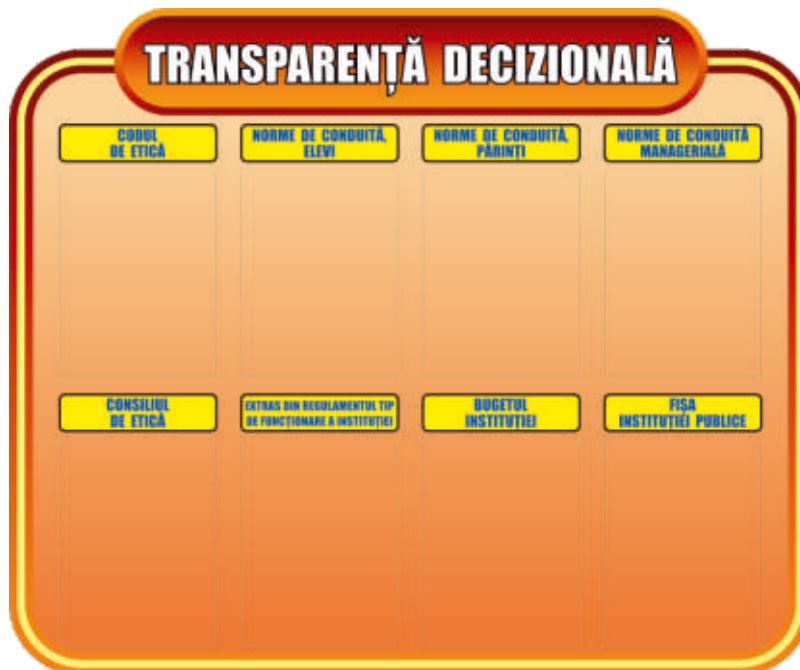 TRANSPARENȚĂ DECIZIONALĂ
CODUL
DE ETICĂ
NORME DE CONDUITĂ,
ELEVI
NORME DE CONDUITĂ,
PĂRINȚI
NORME DE CONDUITĂ
MANAGERIALĂ
CONSILIUL
DE ETICĂ
EXTRAS DIN REGULAMENTUL TIP
DE FUNCȚIONARE A INSTITUȚIEI
BUGETUL
INSTITUȚIEI
FIȘA
INSTITUȚIEI PUBLICE